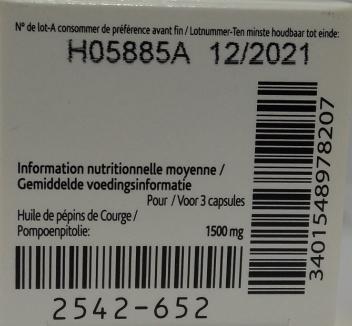 N° de lot-A consommer de préférence avant fin / Lotnummer-Ten minste houdbaar tot einde:
H05885A 12/2021
Information nutritionnelle moyenne /
Gemiddelde voedingsinformatie
Pour / Voor 3 capsules
Huile de pépins de Courge /
Pompoenpitolie: 1500 mg
3401548978207
2542-652